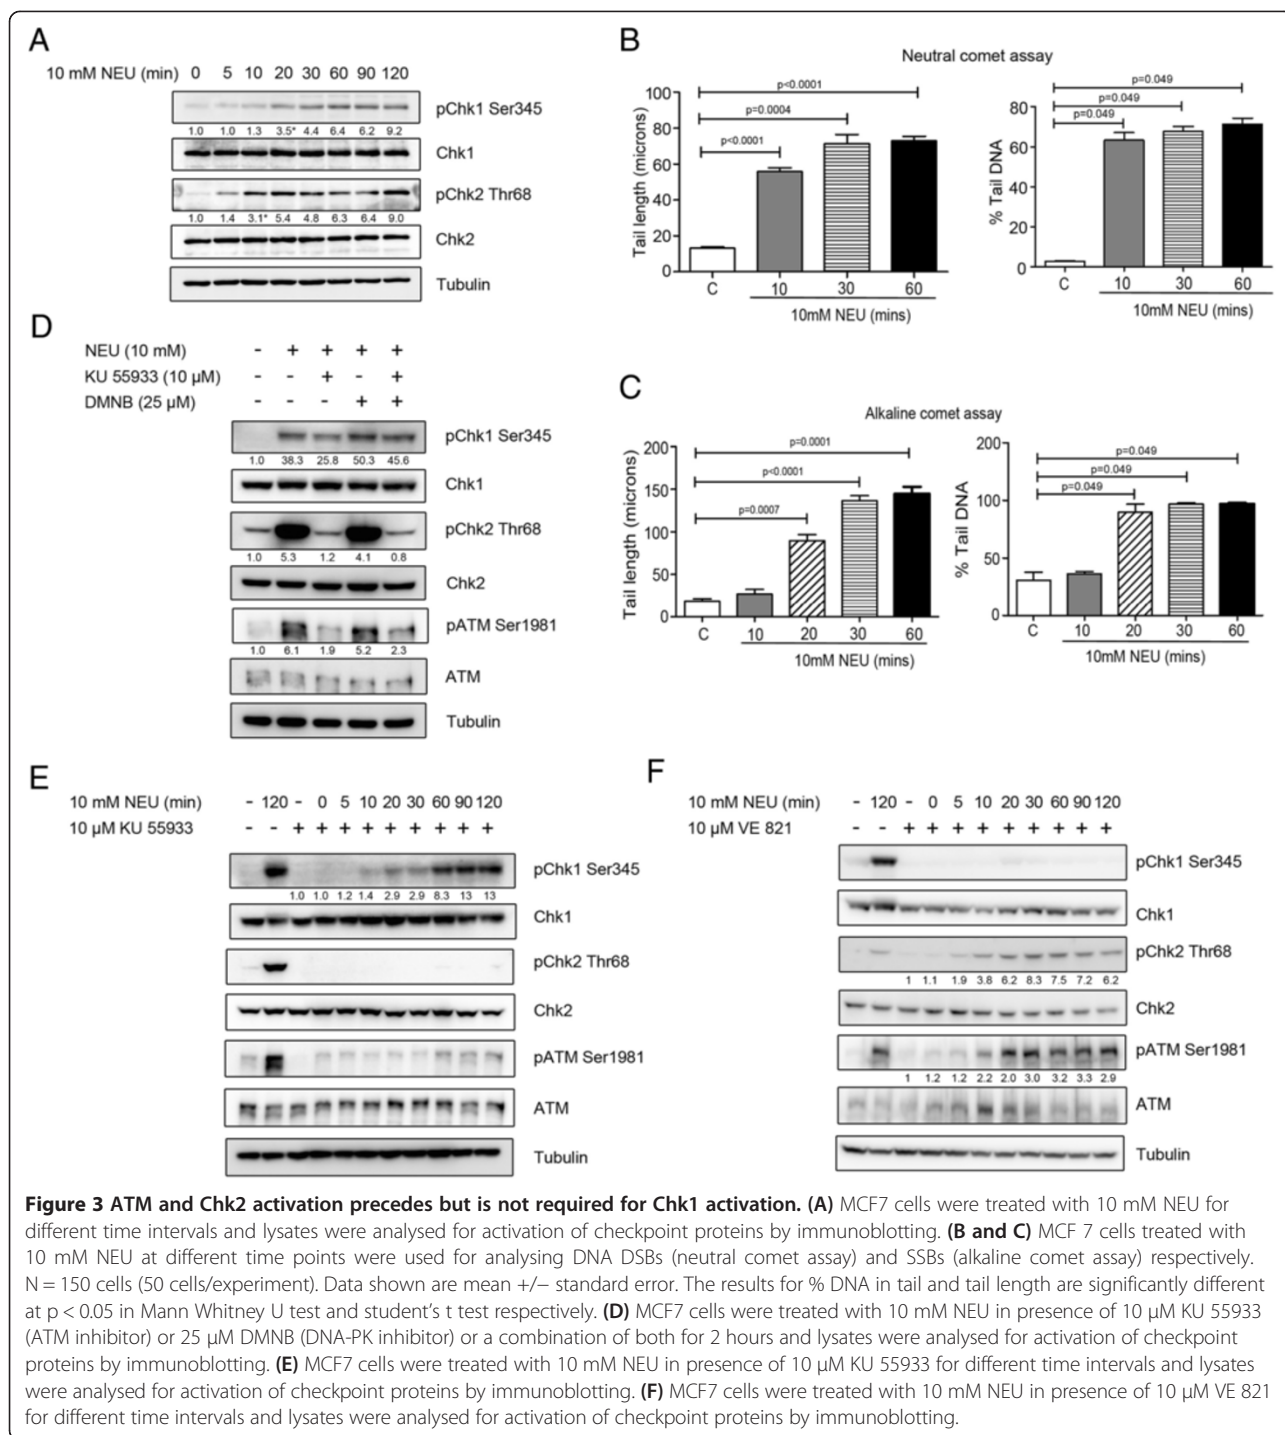 A
10 mM NEU (min) 0 5 10 20 30 60 90 120
pChk1 Ser345
1.0 1.0 1.3 3.5* 4.4 6.4 6.2 9.2
Chk1
pChk2 Thr68
1.0 1.4 3.1* 5.4 4.8 6.3 6.4 9.0
Chk2
Tubulin
B
Neutral comet assay
Tail length (microns)
100
80
60
40
20
0
p<0.0001
p=0.0004
p<0.0001
C 10 30 60
10mM NEU (mins)
% Tail DNA
80
60
40
20
0
p=0.049
p=0.049
p=0.049
C 10 30 60
10mM NEU (mins)
C
Alkaline comet assay
Tail length (microns)
200
150
100
50
0
p=0.0001
p<0.0001
p=0.0007
C 10 20 30 60
10mM NEU (mins)
% Tail DNA
200
100
50
0
p=0.049
p=0.049
p=0.049
C 10 20 30 60
10mM NEU (mins)
D
NEU (10 mM) - + + + +
KU 55933 (10 µM) - - + - +
DMNB (25 µM) - - - + +
pChk1 Ser345
1.0 38.3 25.8 50.3 45.6
Chk1
pChk2 Thr68
1.0 5.3 1.2 4.1 0.8
Chk2
pATM Ser1981
1.0 6.1 1.9 5.2 2.3
ATM
Tubulin
E
10 mM NEU (min) - 120 - 0 5 10 20 30 60 90 120
10 µM KU 55933 - - + + + + + + + + +
pChk1 Ser345
1.0 1.0 1.2 1.4 2.9 2.9 8.3 13 13
Chk1
pChk2 Thr68
Chk2
pATM Ser1981
ATM
Tubulin
F
10 mM NEU (min) - 120 - 0 5 10 20 30 60 90 120
10 µM VE 821 - - + + + + + + + + +
pChk1 Ser345
Chk1
pChk2 Thr68
1 1.1 1.9 3.8 6.2 8.3 7.5 7.2 6.2
Chk2
pATM Ser1981
1 1.2 1.2 2.2 2.0 3.0 3.2 3.3 2.9
ATM
Tubulin
Figure 3 ATM and Chk2 activation precedes but is not required for Chk1 activation. (A) MCF7 cells were treated with 10 mM NEU for
different time intervals and lysates were analysed for activation of checkpoint proteins by immunoblotting. (B and C) MCF 7 cells treated with
10 mM NEU at different time points were used for analysing DNA DSBs (neutral comet assay) and SSBs (alkaline comet assay) respectively.
N = 150 cells (50 cells/experiment). Data shown are mean +/− standard error. The results for % DNA in tail and tail length are significantly different
at p < 0.05 in Mann Whitney U test and student's t test respectively. (D) MCF7 cells were treated with 10 mM NEU in presence of 10 µM KU 55933
(ATM inhibitor) or 25 µM DMNB (DNA-PK inhibitor) or a combination of both for 2 hours and lysates were analysed for activation of checkpoint
proteins by immunoblotting. (E) MCF7 cells were treated with 10 mM NEU in presence of 10 µM KU 55933 for different time intervals and lysates
were analysed for activation of checkpoint proteins by immunoblotting. (F) MCF7 cells were treated with 10 mM NEU in presence of 10 µM VE 821
for different time intervals and lysates were analysed for activation of checkpoint proteins by immunoblotting.